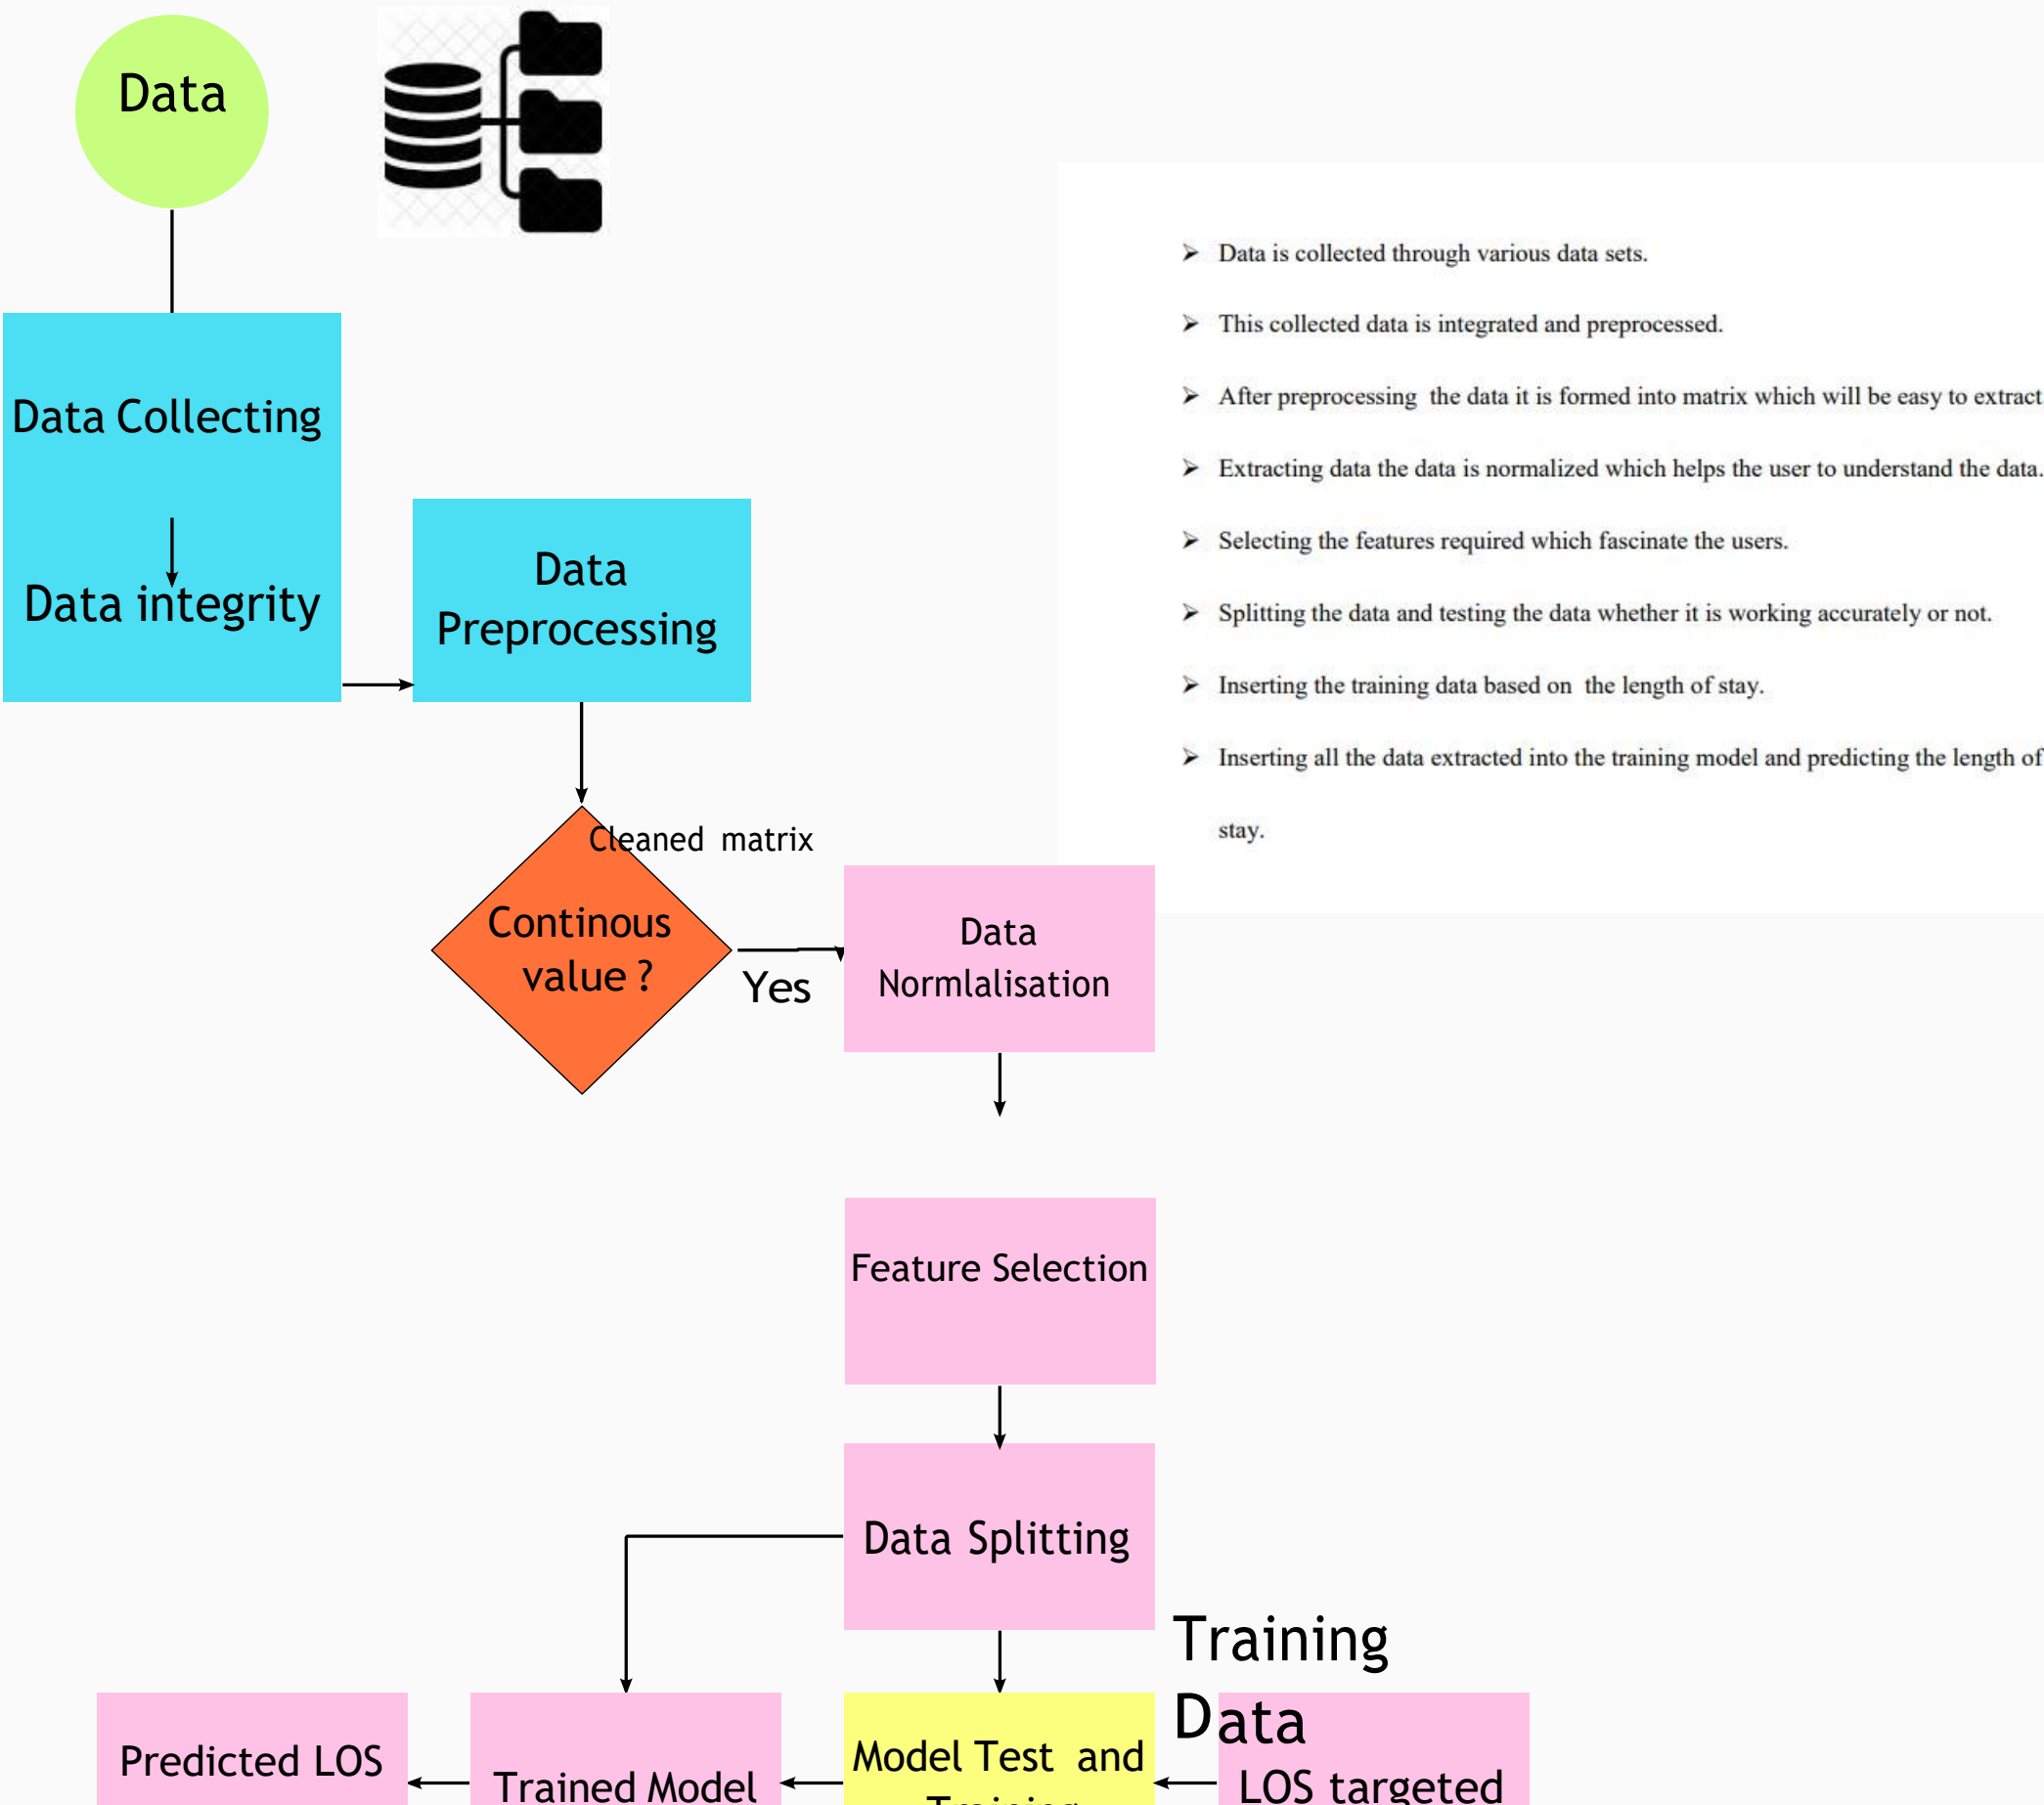 Data
Data is collected through various data sets.
This collected data is integrated and preprocessed.
After preprocessing the data it is formed into matrix which will be easy to extract
Extracting data the data is normalized which helps the user to understand the data.
Selecting the features required which fascinate the users.
Splitting the data and testing the data whether it is working accurately or not.
Inserting the training data based on the length of stay.
Inserting all the data extracted into the training model and predicting the length of
stay.
Data Collecting
Data integrity
Data
Preprocessing
Cleaned matrix
Continous
value ?
Yes
Data
Normlalisation
Feature Selection
Data Splitting
Training
Data
Predicted LOS
Trained Model
Model Test and
Training
LOS targeted